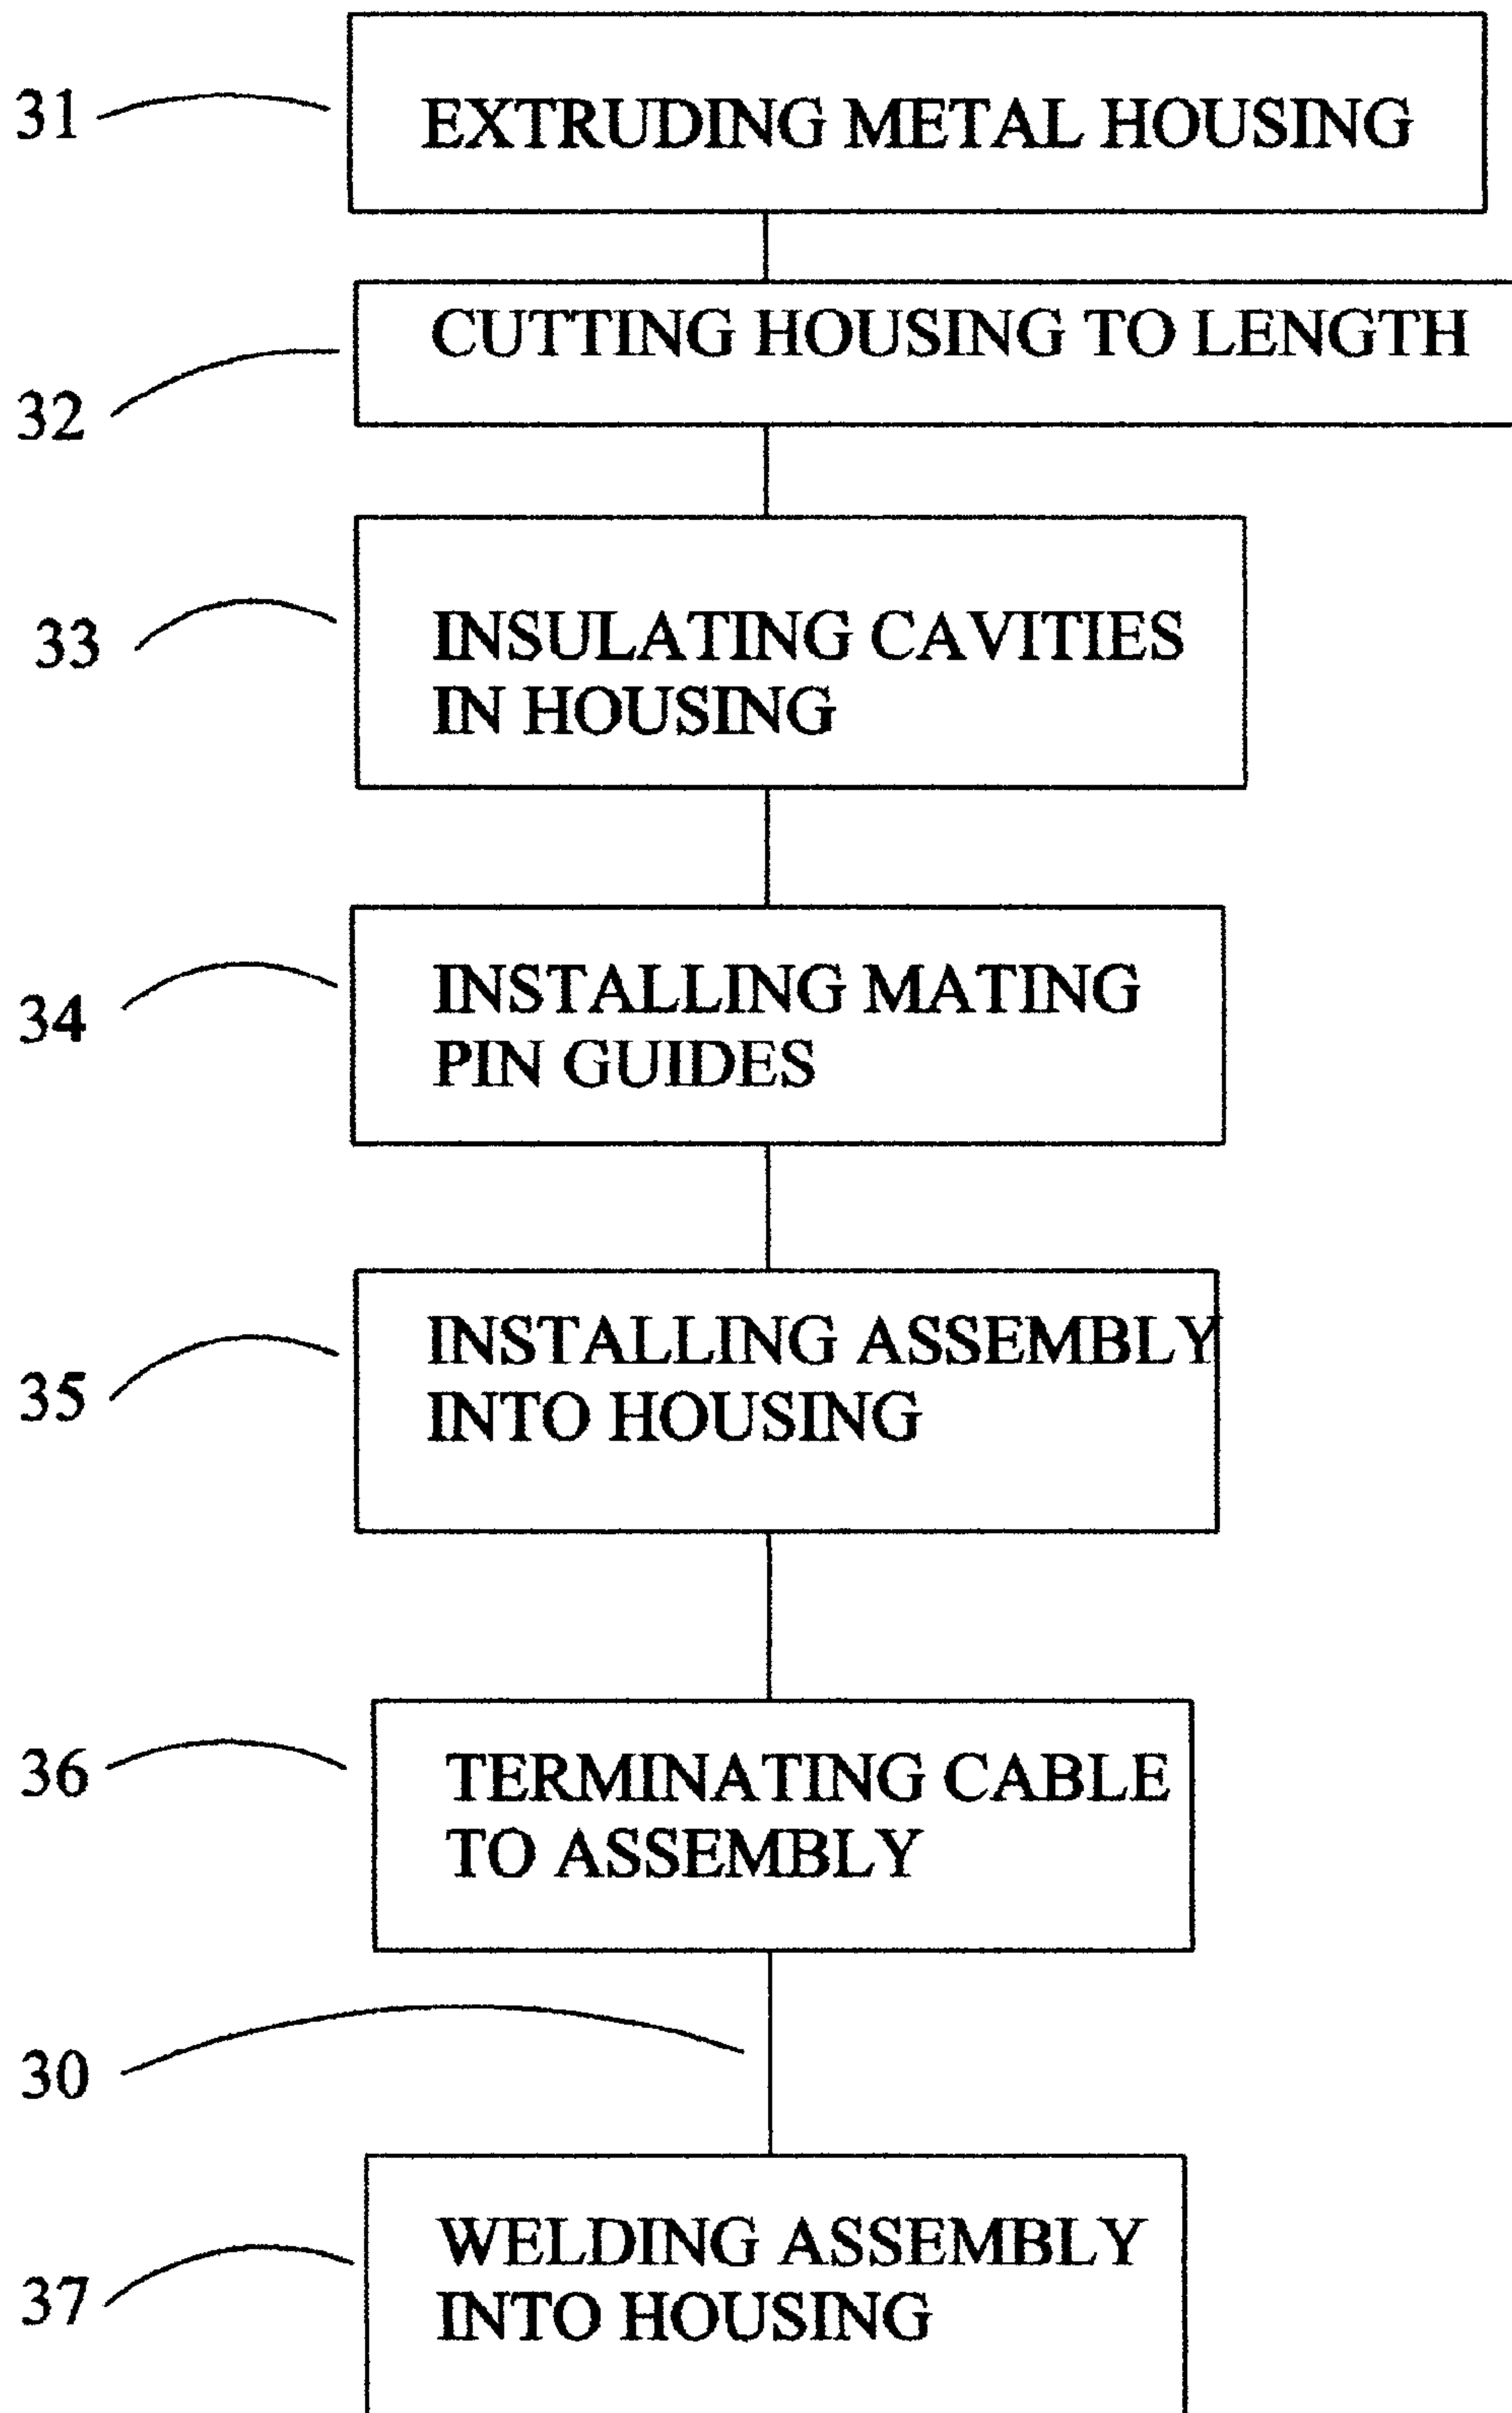 31
EXTRUDING METAL HOUSING
CUTTING HOUSING TO LENGTH
32
33
INSULATING CAVITIES
IN HOUSING
34
INSTALLING MATING
PIN GUIDES
35
INSTALLING ASSEMBLY
INTO HOUSING
36
TERMINATING CABLE
TO ASSEMBLY
30
37
WELDING ASSEMBLY
INTO HOUSING